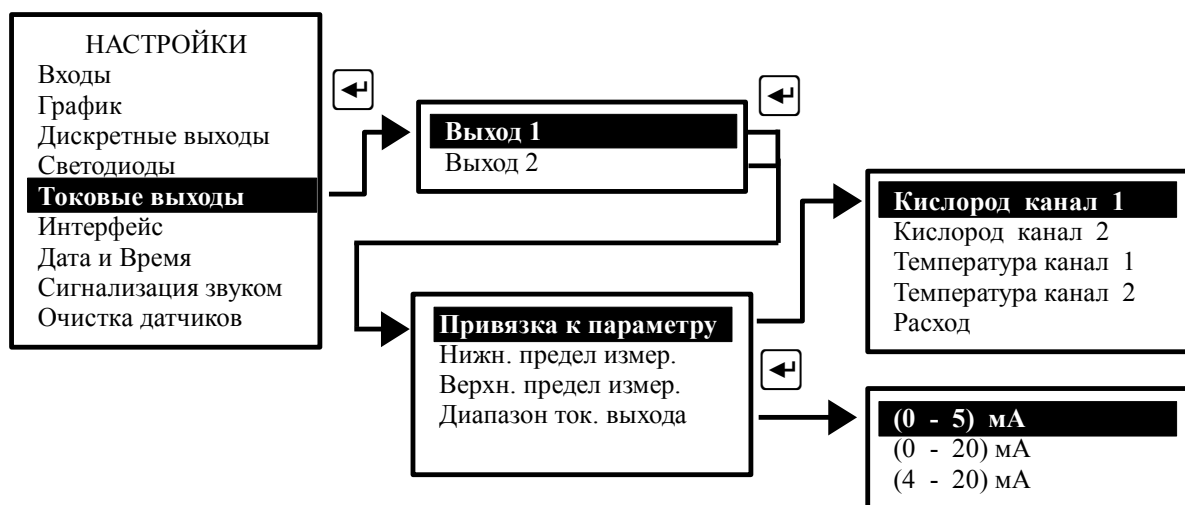 НАСТРОЙКИ
Входы
График
Дискретные выходы
Светодиоды
Токовые выходы
Интерфейс
Дата и Время
Сигнализация звуком
Очистка датчиков
Выход 1
Выход 2
Привязка к параметру
Нижн. предел измер.
Верхн. предел измер.
Диапазон ток. выхода
Кислород канал 1
Кислород канал 2
Температура канал 1
Температура канал 2
Расход
(0 - 5) мА
(0 - 20) мА
(4 - 20) мА